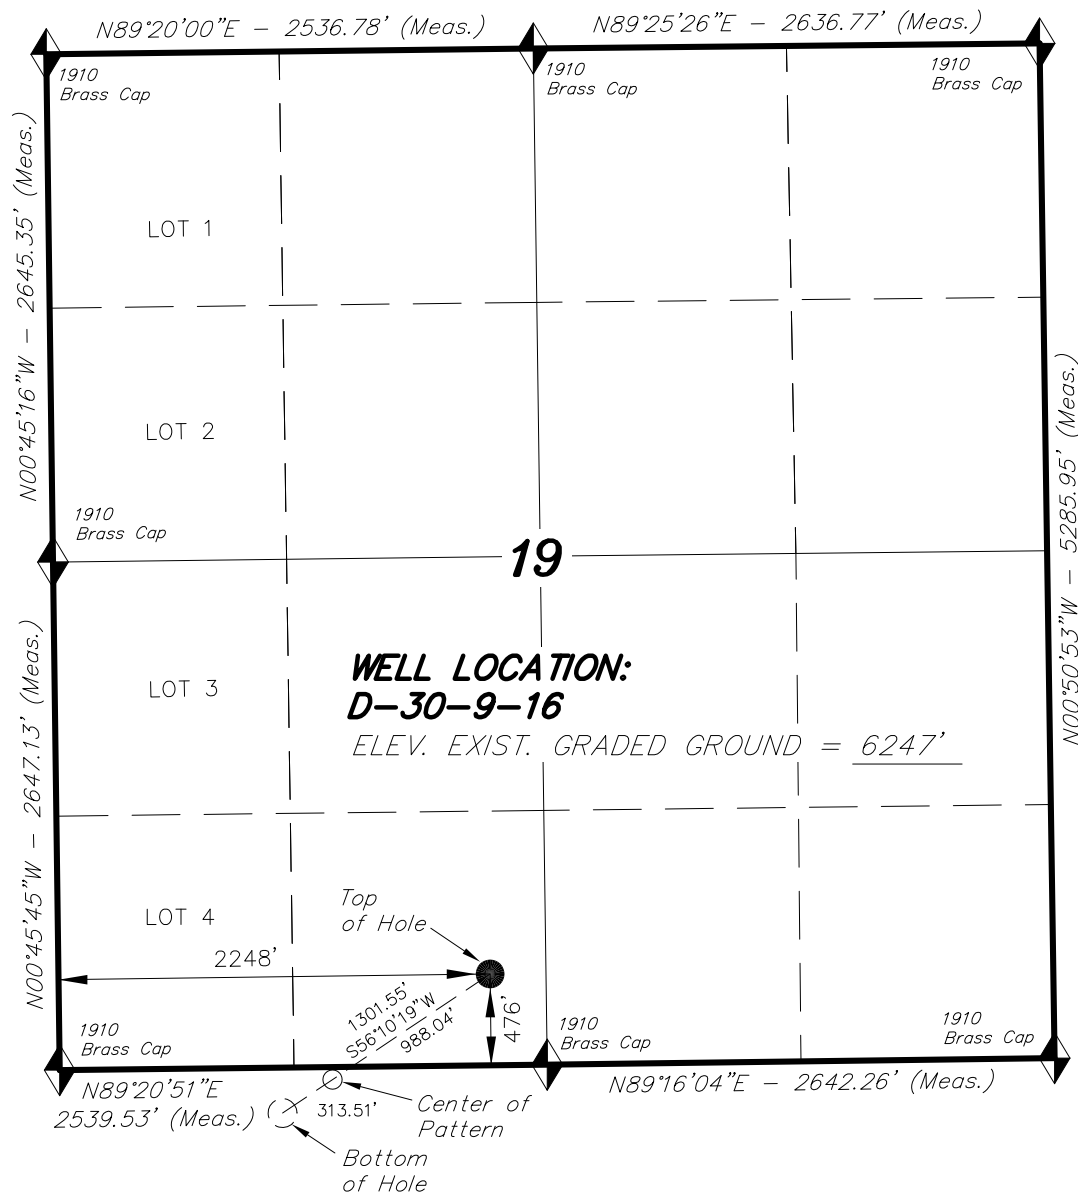 N89°20'00"E - 2536.78' (Meas.)
N89°25'26"E - 2636.77' (Meas.)
1910
Brass Cap
1910
Brass Cap
1910
Brass Cap
N00°45'16"W - 2645.35' (Meas.)
LOT 1
LOT 2
1910
Brass Cap
19
N00°50'53"W - 5285.95' (Meas.)
WELL LOCATION:
D-30-9-16
ELEV. EXIST. GRADED GROUND = 6247'
LOT 3
N00°45'45"W - 2647.13' (Meas.)
Top
of Hole
LOT 4
2248'
1301.55'
S56°10'19"W
988.04'
476'
1910
Brass Cap
1910
Brass Cap
1910
Brass Cap
N89°20'51"E
2539.53' (Meas.)
N89°16'04"E - 2642.26' (Meas.)
313.51'
Center of
Pattern
Bottom
of Hole